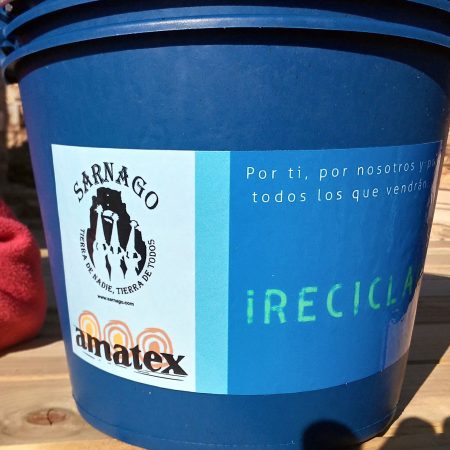 SARNAGO
TIERRA DE NADIE, TIERRA DE TODOS
www.sarnago.com
amatex
Por ti, por nosotros y
todos los que vendrán
¡RECICLA